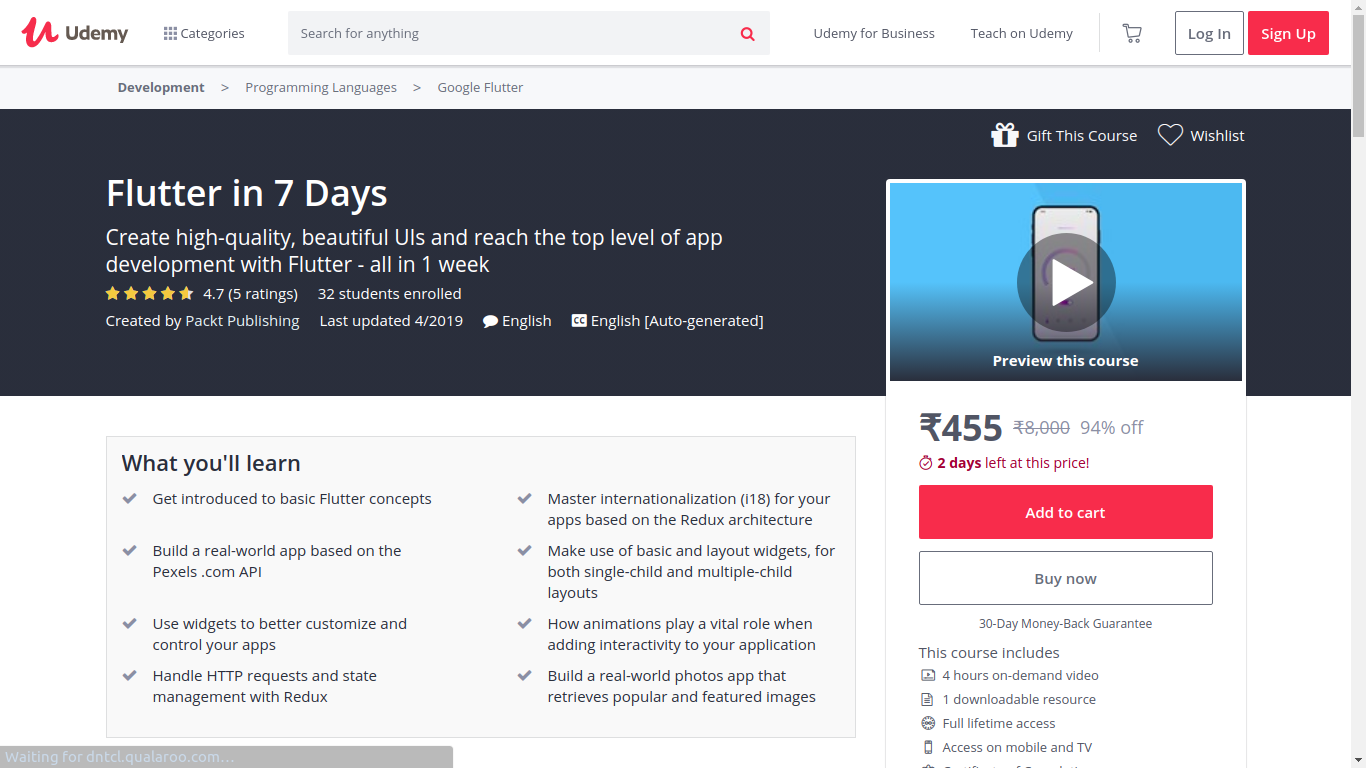 Udemy
Categories
Search for anything
Udemy for Business
Teach on Udemy
Log In
Sign Up
Development > Programming Languages > Google Flutter
Gift This Course
Wishlist
Flutter in 7 Days
Create high-quality, beautiful UIs and reach the top level of app
development with Flutter - all in 1 week
4.7 (5 ratings) 32 students enrolled
Created by Packt Publishing Last updated 4/2019 English CC English [Auto-generated]
Preview this course
₹455 ₹8,000 94% off
2 days left at this price!
Add to cart
Buy now
30-Day Money-Back Guarantee
This course includes
4 hours on-demand video
1 downloadable resource
Full lifetime access
Access on mobile and TV
What you'll learn
Get introduced to basic Flutter concepts
Master internationalization (i18) for your
apps based on the Redux architecture
Build a real-world app based on the
Pexels .com API
Make use of basic and layout widgets, for
both single-child and multiple-child
layouts
Use widgets to better customize and
control your apps
How animations play a vital role when
adding interactivity to your application
Handle HTTP requests and state
management with Redux
Build a real-world photos app that
retrieves popular and featured images
Waiting for dntcl.qualaroo.com...